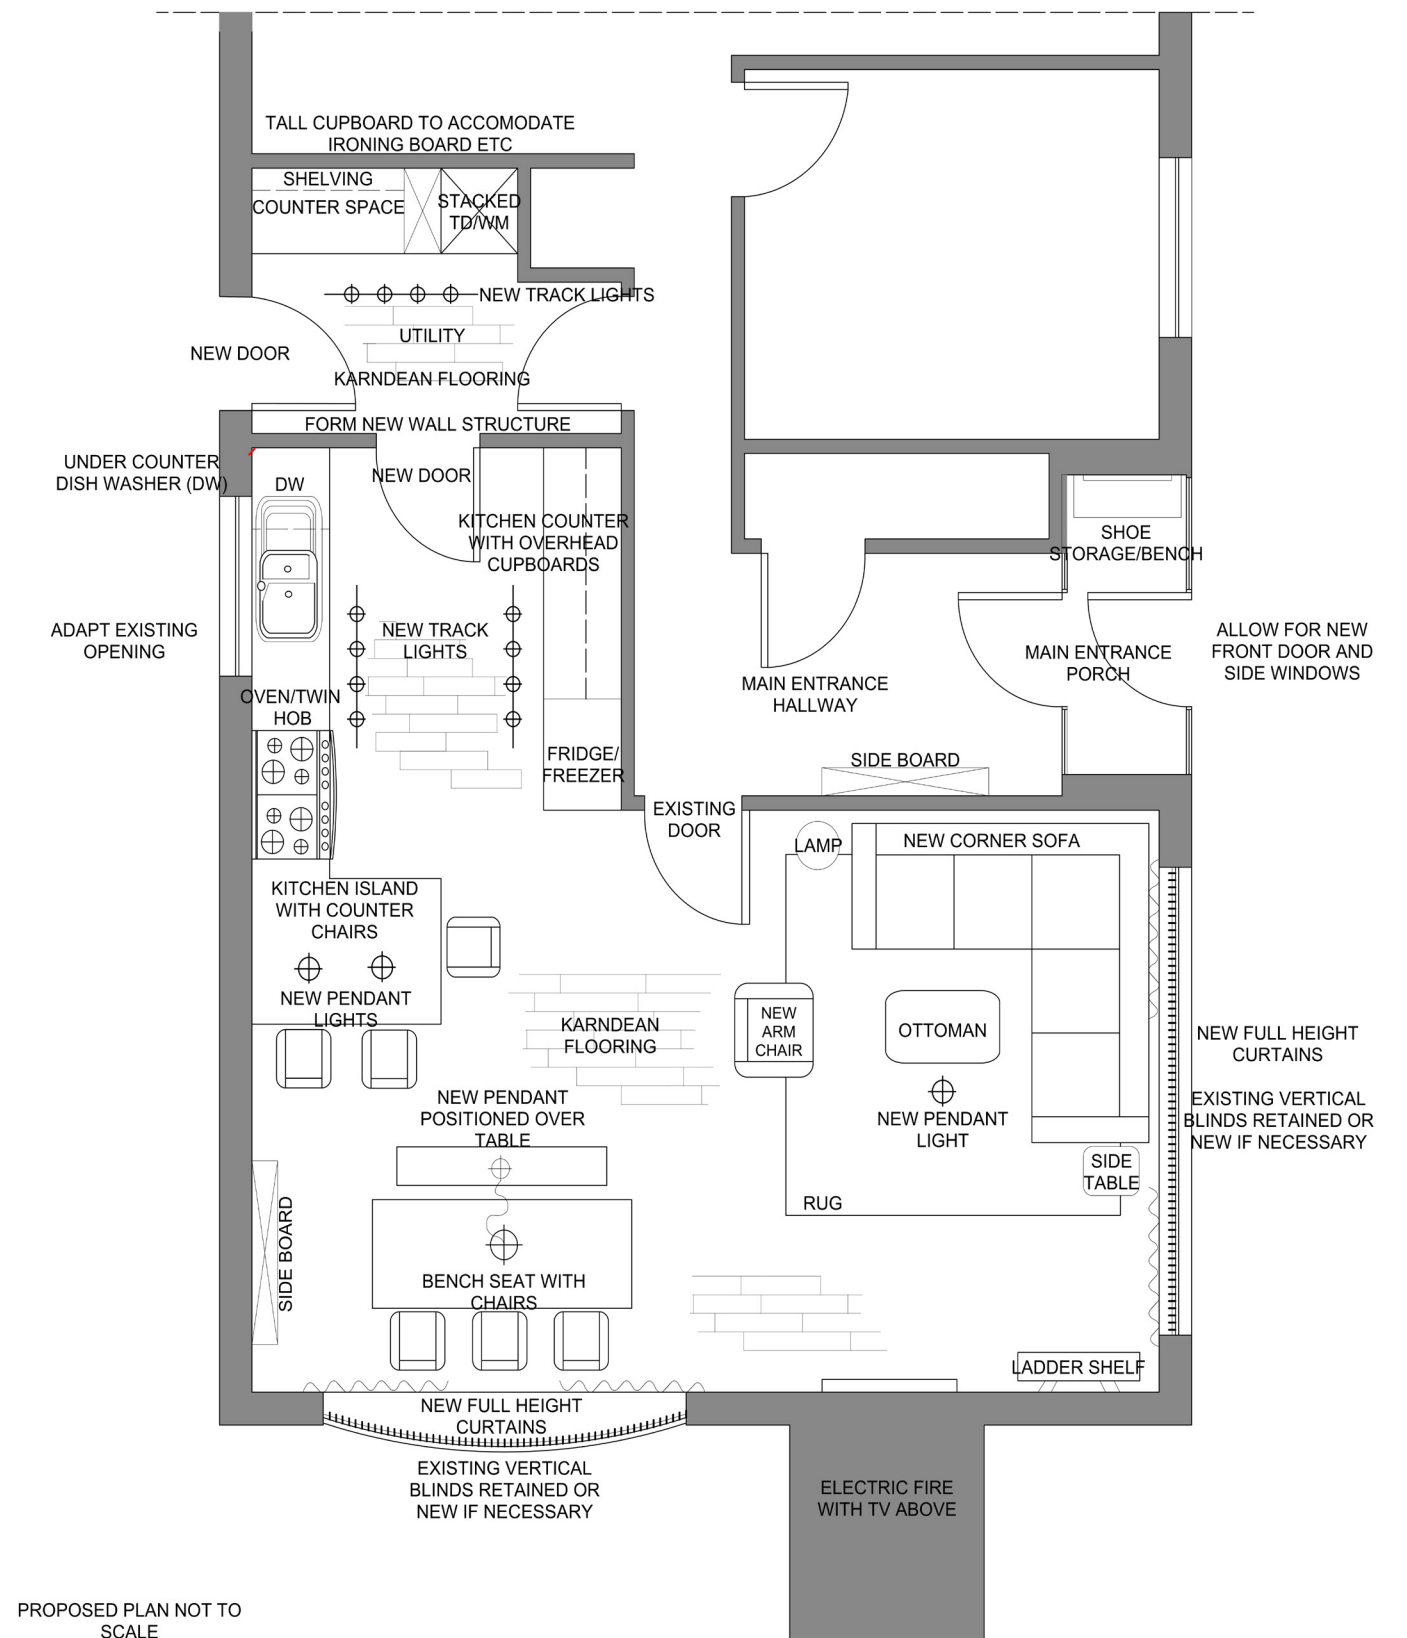 TALL CUPBOARD TO ACCOMODATE
IRONING BOARD ETC
SHELVING
COUNTER SPACE
STACKED
TD/WM
NEW TRACK LIGHTS
UTILITY
NEW DOOR
KARNDEAN FLOORING
FORM NEW WALL STRUCTURE
UNDER COUNTER
DISH WASHER (DW)
DW
NEW DOOR
KITCHEN COUNTER
WITH OVERHEAD
CUPBOARDS
SHOE
STORAGE/BENCH
ADAPT EXISTING
OPENING
NEW TRACK
LIGHTS
MAIN ENTRANCE
PORCH
ALLOW FOR NEW
FRONT DOOR AND
SIDE WINDOWS
MAIN ENTRANCE
HALLWAY
OVEN/TWIN
HOB
FRIDGE/
FREEZER
SIDE BOARD
EXISTING
DOOR
LAMP
NEW CORNER SOFA
KITCHEN ISLAND
WITH COUNTER
CHAIRS
NEW PENDANT
LIGHTS
KARNDEAN
FLOORING
NEW
ARM
CHAIR
OTTOMAN
NEW FULL HEIGHT
CURTAINS
EXISTING VERTICAL
BLINDS RETAINED OR
NEW IF NECESSARY
NEW PENDANT
POSITIONED OVER
TABLE
NEW PENDANT
LIGHT
SIDE
TABLE
RUG
SIDE BOARD
BENCH SEAT WITH
CHAIRS
LADDER SHELF
NEW FULL HEIGHT
CURTAINS
EXISTING VERTICAL
BLINDS RETAINED OR
NEW IF NECESSARY
ELECTRIC FIRE
WITH TV ABOVE
PROPOSED PLAN NOT TO
SCALE